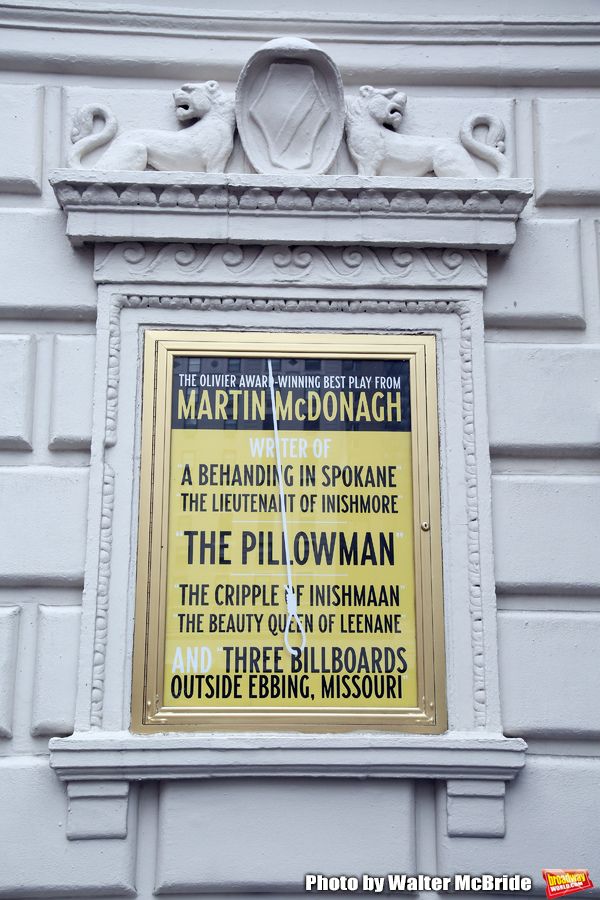 THE OLIVIER AWARD-WINNING BEST PLAY FROM
MARTIN McDONAGH
WRITER OF
"A BEHANDING IN SPOKANE"
"THE LIEUTENANT OF INISHMORE"
"THE PILLOWMAN"
"THE CRIPPLE OF INISHMAAN"
"THE BEAUTY QUEEN OF LEENANE"
AND "THREE BILLBOARDS
OUTSIDE EBBING, MISSOURI"
Photo by Walter McBride
broadway
WORLD.COM